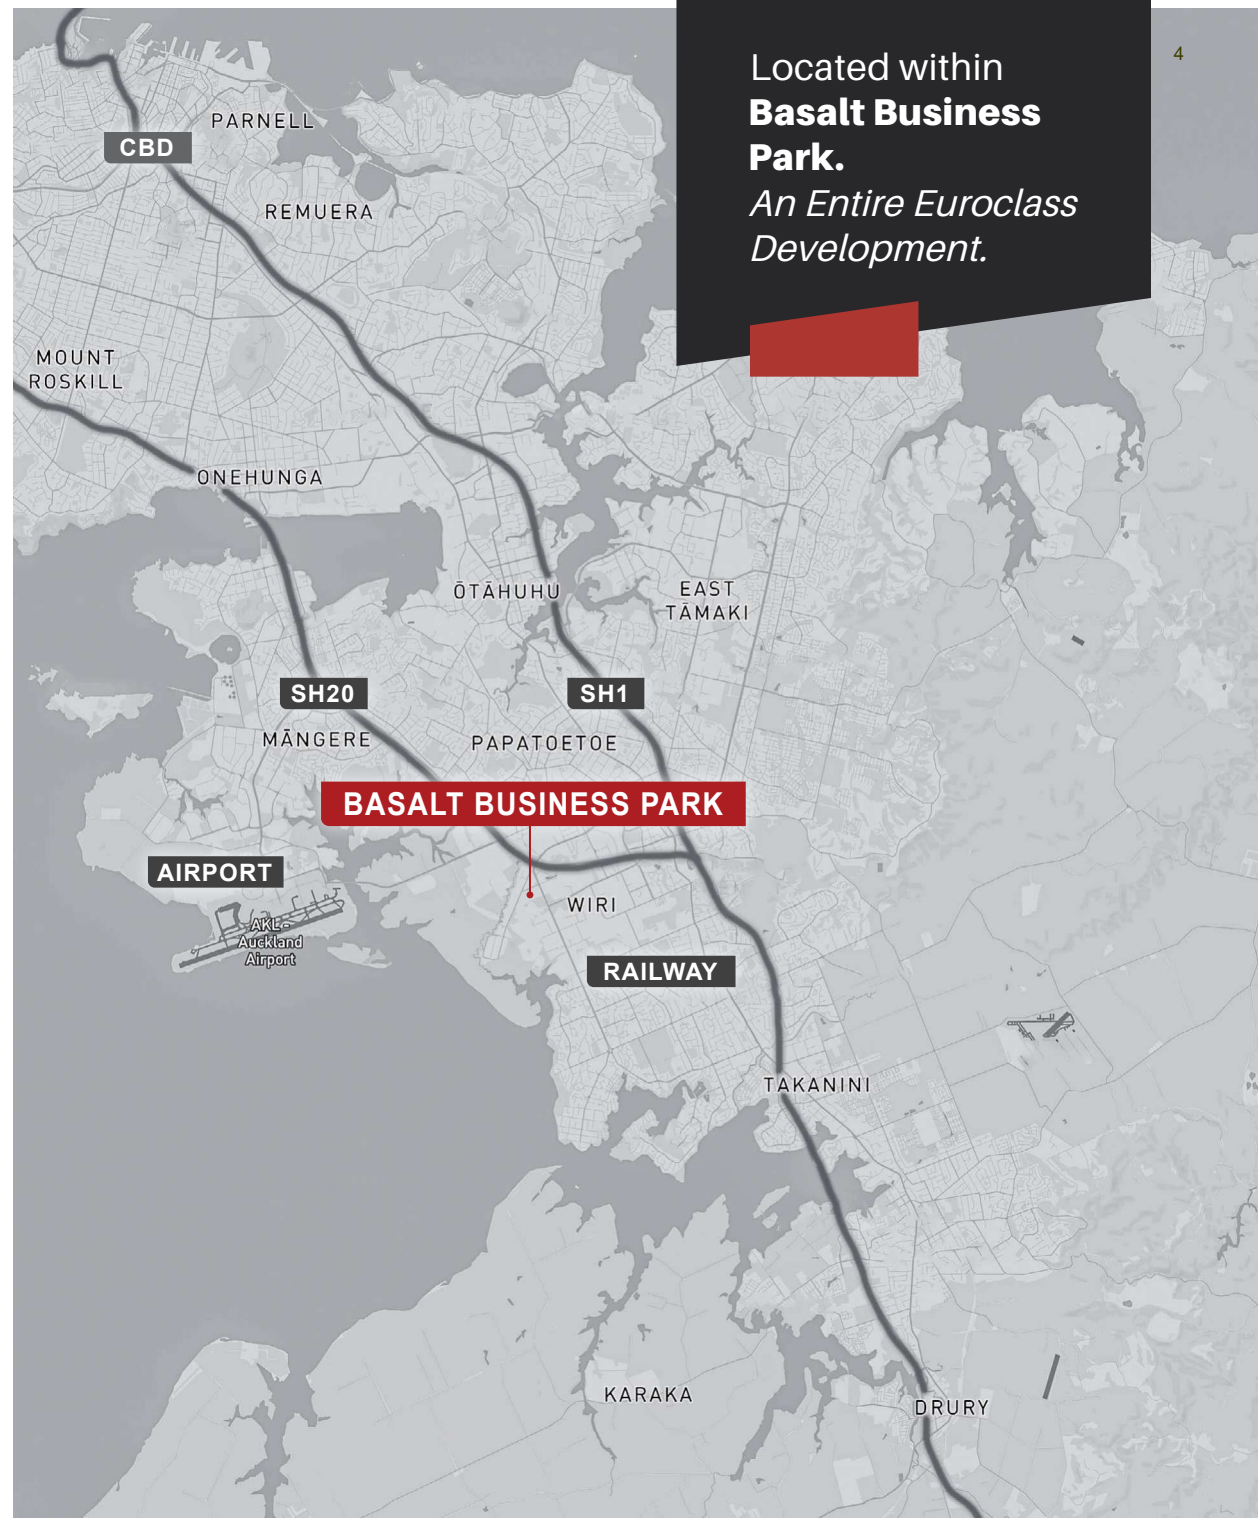 Located within
Basalt Business
Park.
An Entire Euroclass
Development.
4
PARNELL
CBD
REMUERA
MOUNT
ROSKILL
ONEHUNGA
ŌTĀHUHU
EAST
TĀMAKI
SH20
SH1
MĀNGERE
PAPATOETOE
BASALT BUSINESS PARK
AIRPORT
WIRI
AKL -
Auckland
Airport
RAILWAY
TAKANINI
KARAKA
DRURY